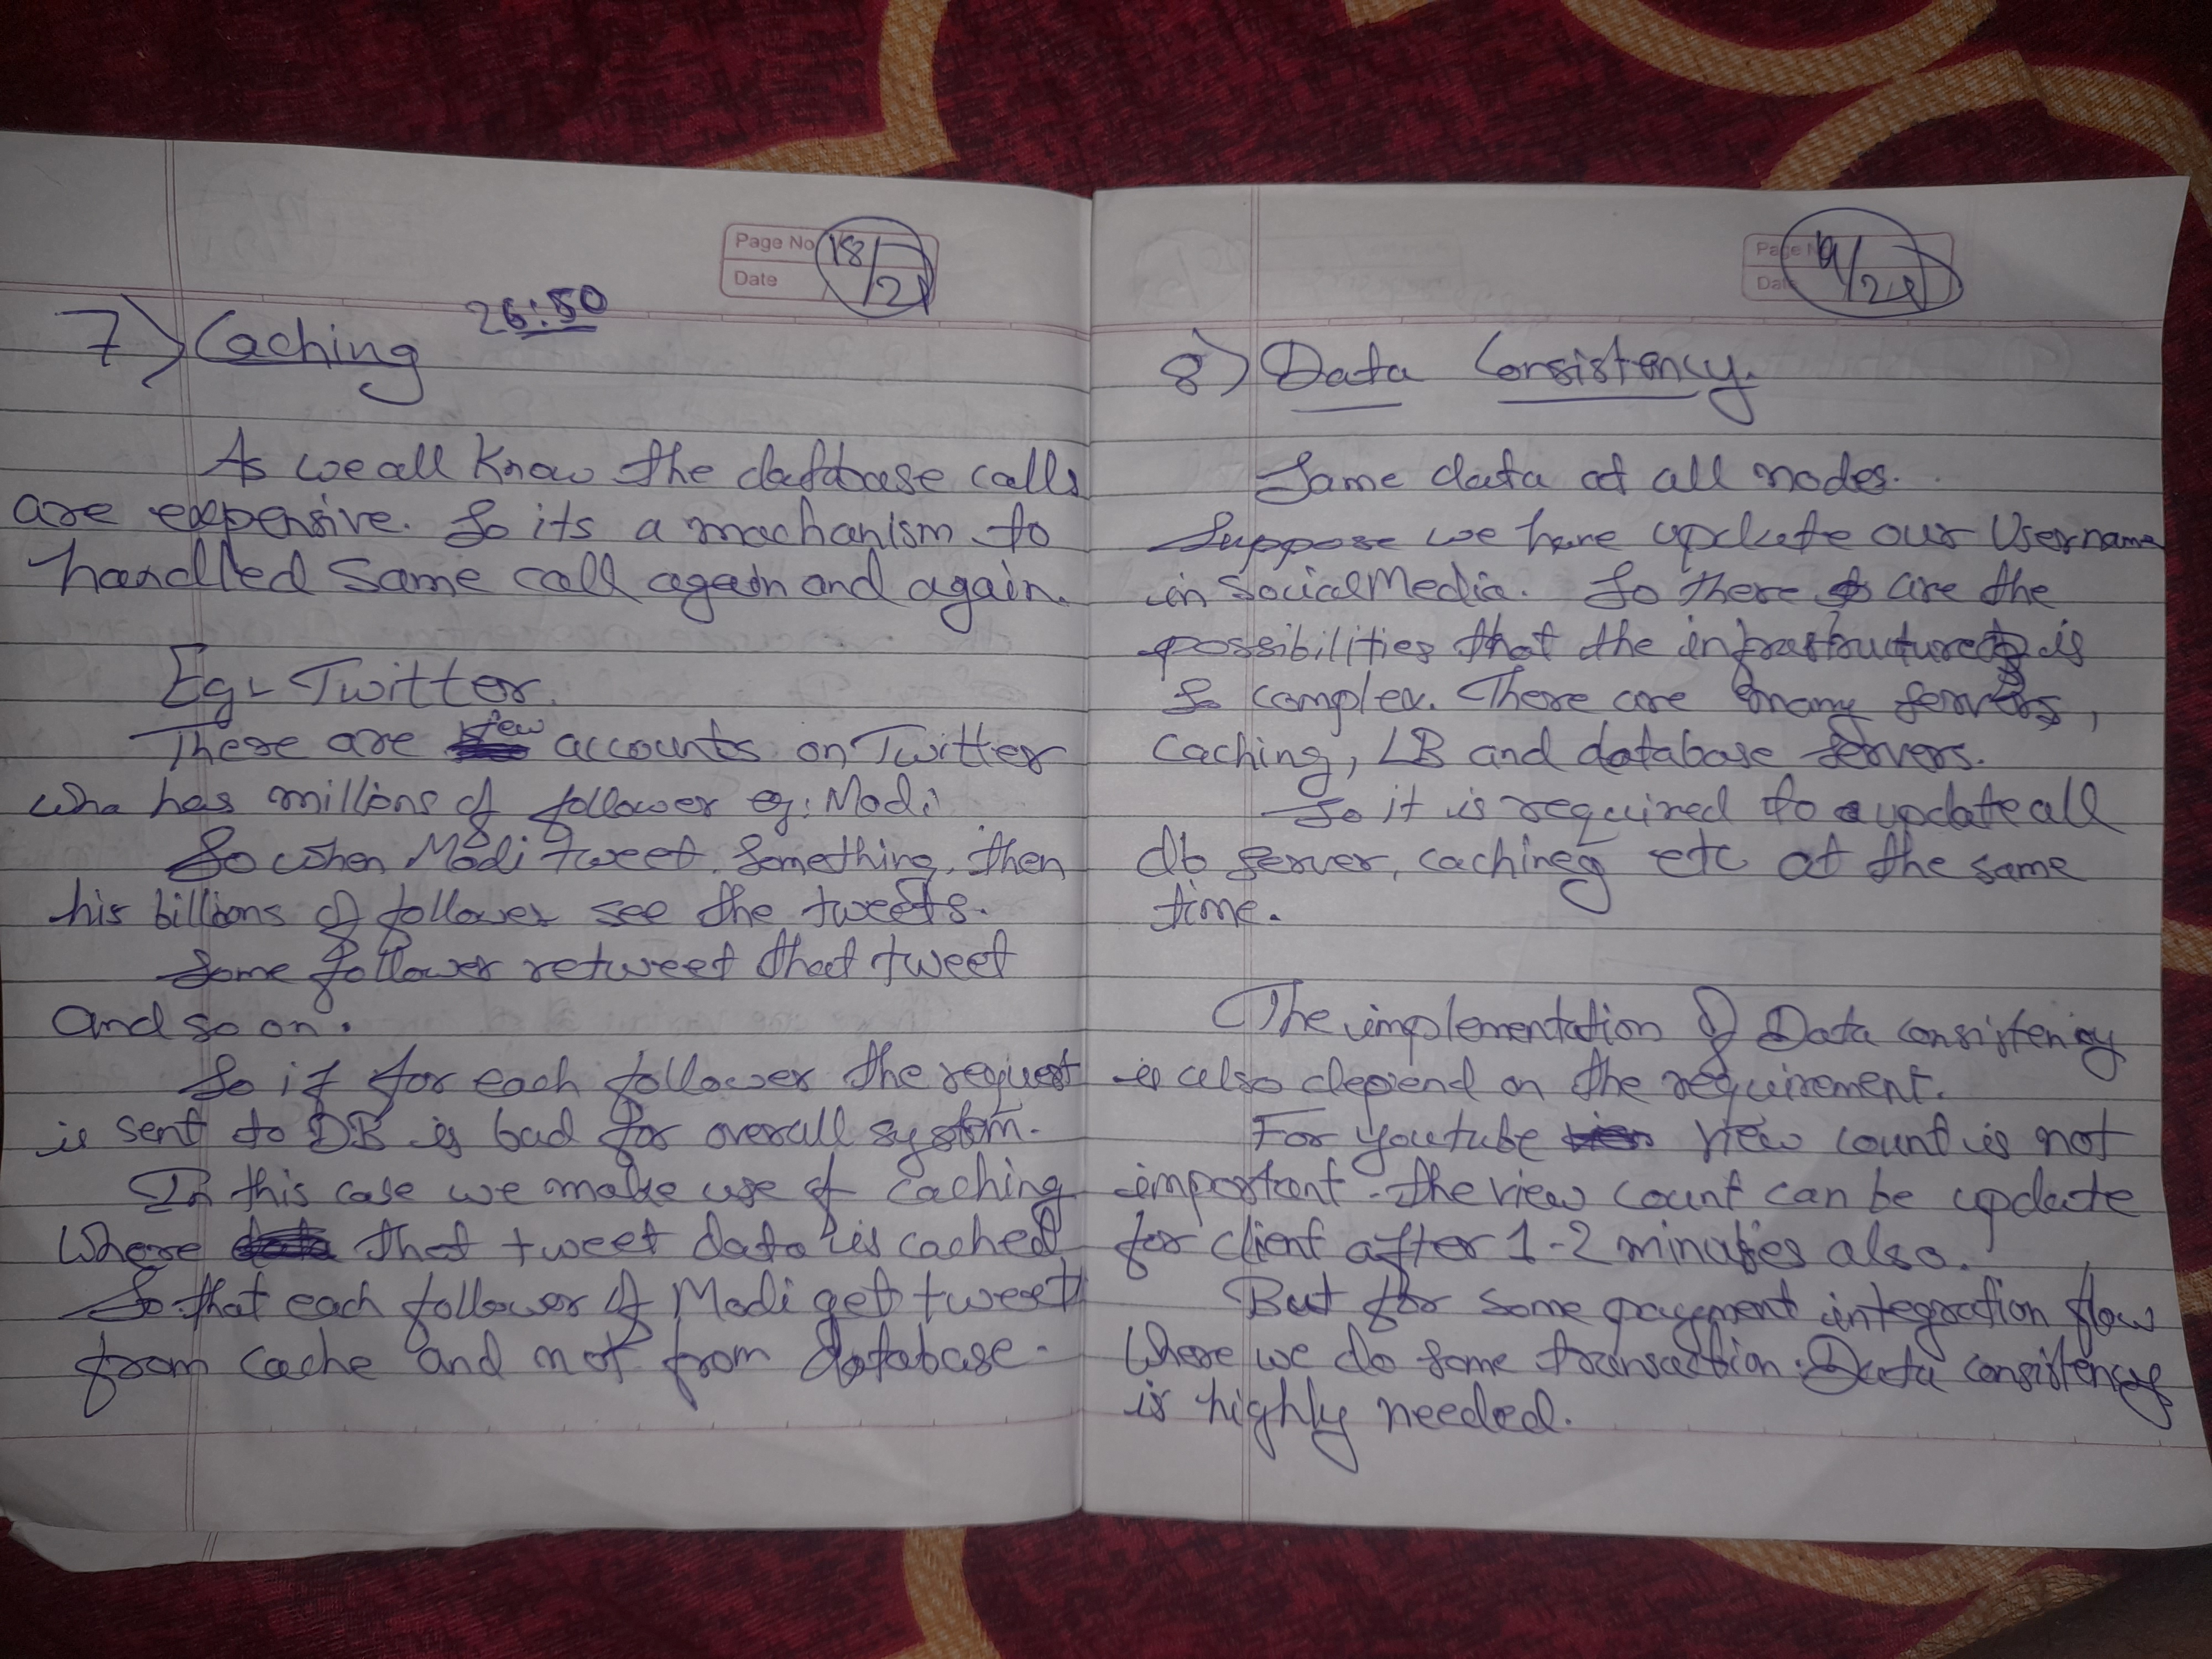 Page No
Date
18/21
7) Caching 26:50
As we all know the database calls
are expensive. So its a machanism to
handlled same call again and again.
Eg:- Twitter.
These are few accounts on Twitter
who has millions of follower eg: Modi
So when Modi tweet something, then
his billions of follower see the tweets.
Some follower retweet that tweet
and so on.
So if for each follower the request
is sent to DB is bad for overall system.
In this case we make use of Caching
Where that tweet data is cached
So that each follower of Modi get tweet
from Cache and not from database.
Page No
Date
19/21
8) Data Consistency.
Same data at all nodes.
Suppose we have update our Username
in Social Media. So there are the
possibilities that the is
so complex. There are many servers,
Caching, LB and database servers.
So it is required to update all
db server, caching etc at the same
time.
The implementation of Data consistency
is also depend on the requirement.
For youtube view count is not
important. The view count can be update
for client after 1-2 minutes also.
But for some payment integration flow
Where we do some transaction. Data consistency
is highly needed.